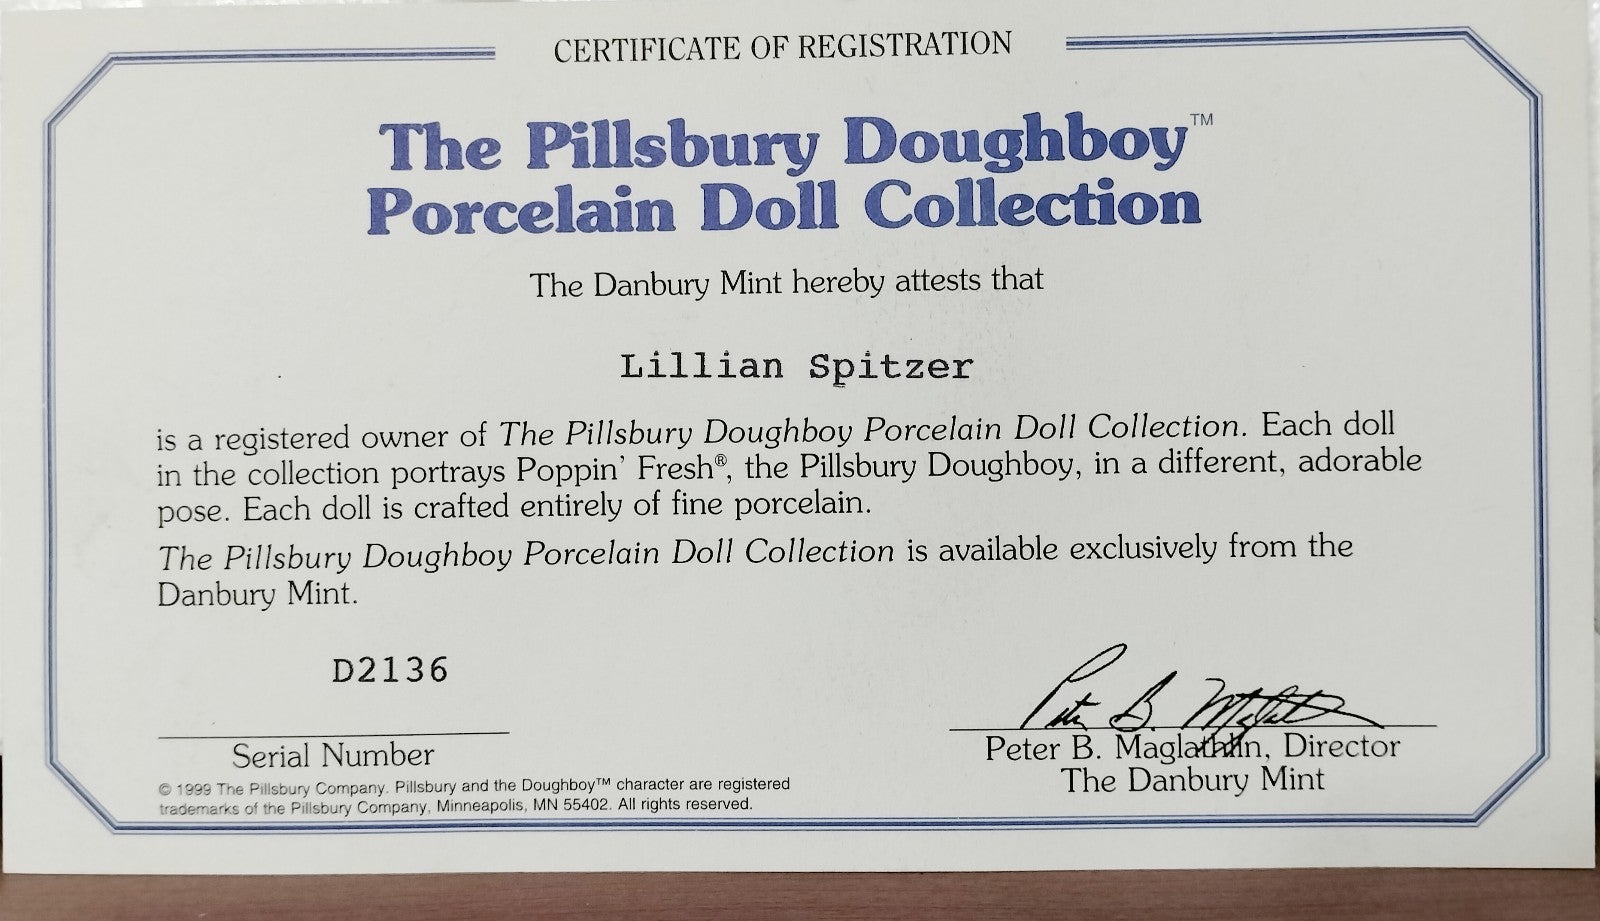 CERTIFICATE OF REGISTRATION
The Pillsbury Doughboy™
Porcelain Doll Collection
The Danbury Mint hereby attests that
Lillian Spitzer
is a registered owner of The Pillsbury Doughboy Porcelain Doll Collection. Each doll
in the collection portrays Poppin' Fresh®, the Pillsbury Doughboy, in a different, adorable
pose. Each doll is crafted entirely of fine porcelain.
The Pillsbury Doughboy Porcelain Doll Collection is available exclusively from the
Danbury Mint.
D2136
Serial Number
© 1999 The Pillsbury Company. Pillsbury and the Doughboy™ character are registered
trademarks of the Pillsbury Company, Minneapolis, MN 55402. All rights reserved.
Peter B. Maglathlin
Peter B. Maglathlin, Director
The Danbury Mint